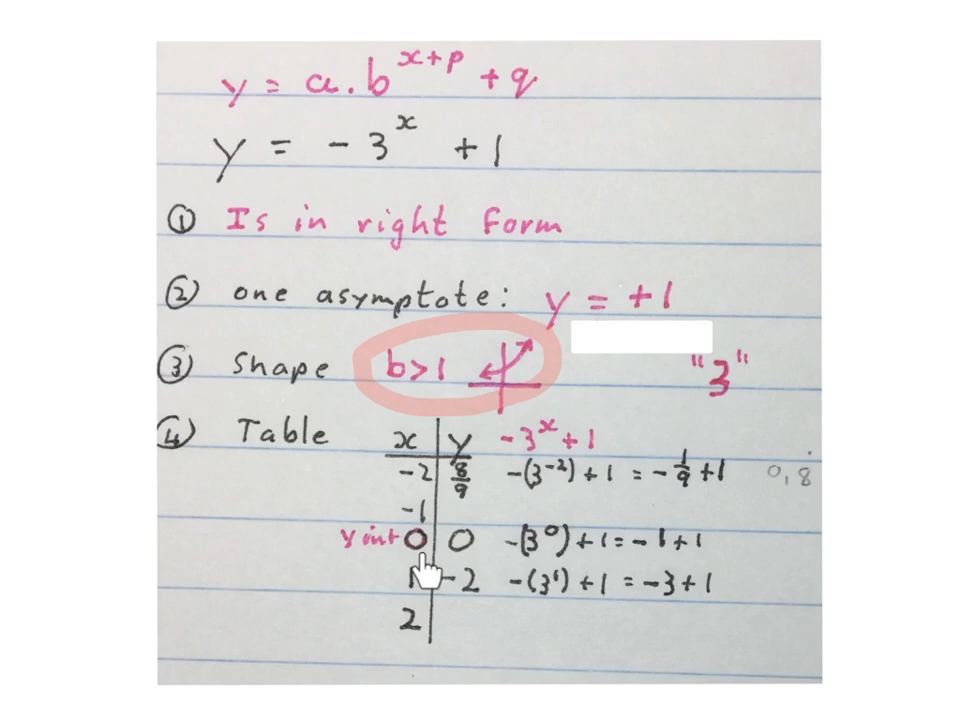 y = a.b^(x+p) + q
y = -3^x + 1
① Is in right form
② one asymptote: y = +1
③ Shape b>1 "3"
④ Table x y -3^x + 1
-2 8/9 -(3^-2) + 1 = -1/9 + 1 0,8
-1
y int 0 0 -(3^0) + 1 = -1 + 1
1 -2 -(3^1) + 1 = -3 + 1
2